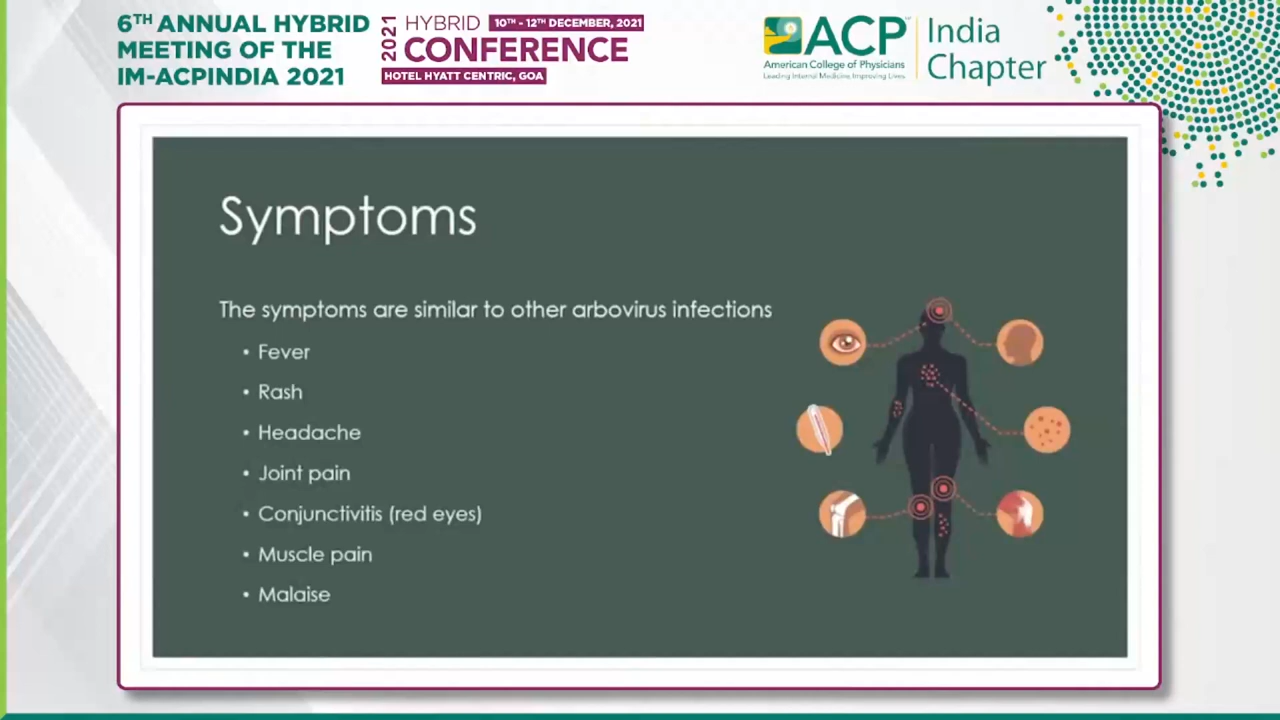 6TH ANNUAL HYBRID
MEETING OF THE
IM-ACPINDIA 2021
2021
HYBRID 10TH - 12TH DECEMBER, 2021
CONFERENCE
HOTEL HYATT CENTRIC, GOA
ACP
American College of Physicians
Leading Internal Medicine, Improving Lives
India
Chapter
Symptoms
The symptoms are similar to other arbovirus infections
• Fever
• Rash
• Headache
• Joint pain
• Conjunctivitis (red eyes)
• Muscle pain
• Malaise